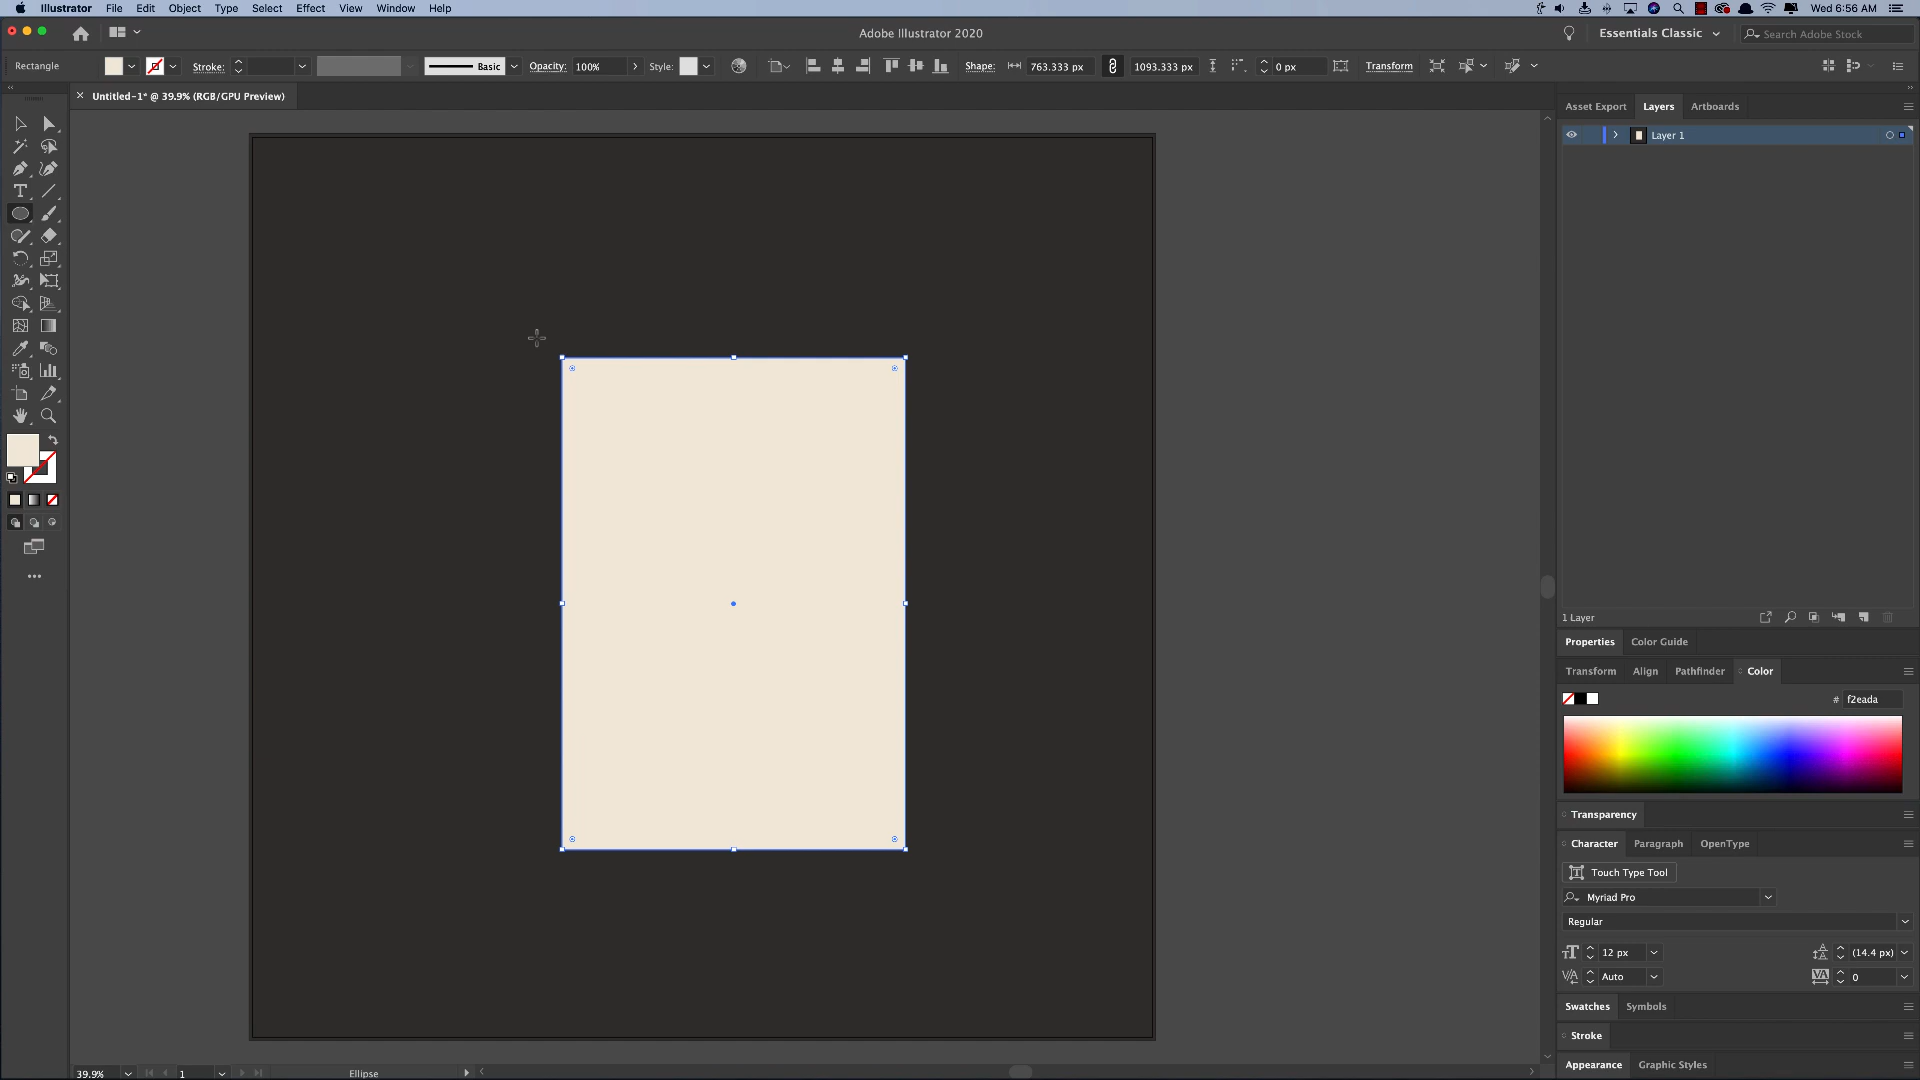 Illustrator File Edit Object Type Select Effect View Window Help
Wed 6:56 AM
Adobe Illustrator 2020
Essentials Classic
Search Adobe Stock
Rectangle
Stroke:
Basic
Opacity: 100%
Style:
Shape:
763.333 px
1093.333 px
0 px
Transform
× Untitled-1* @ 39.9% (RGB/GPU Preview)
Asset Export Layers Artboards
Layer 1
1 Layer
Properties Color Guide
Transform Align Pathfinder Color
# f2eada
Transparency
Character Paragraph OpenType
Touch Type Tool
Myriad Pro
Regular
12 px
(14.4 px)
Auto
0
Swatches Symbols
Stroke
Appearance Graphic Styles
39.9%
1
Ellipse